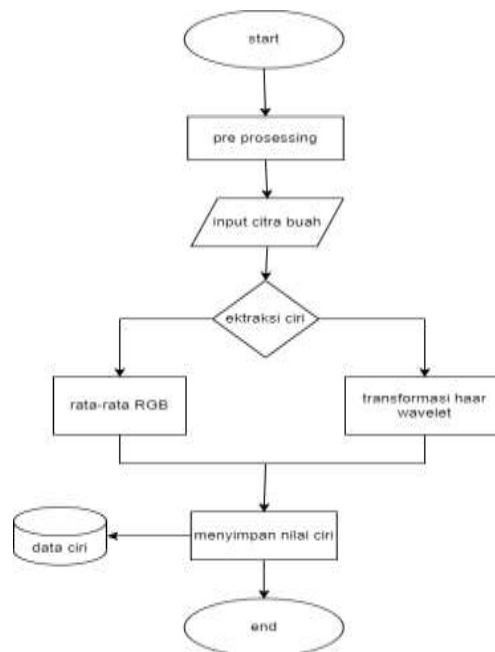 start
pre prosessing
input citra buah
ektraksi ciri
rata-rata RGB
transformasi haar
wavelet
menyimpan nilai ciri
data ciri
end